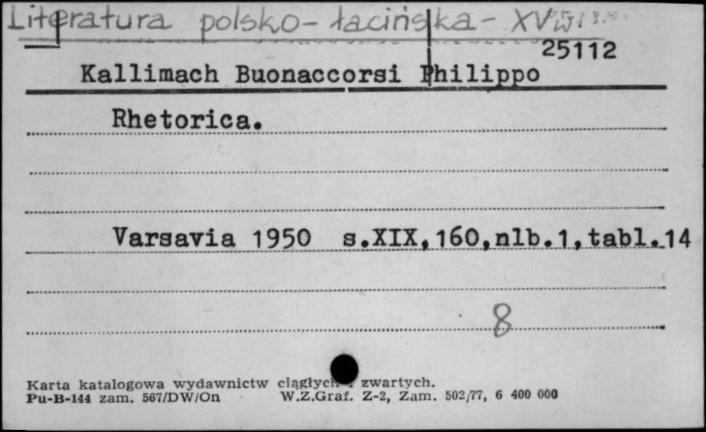 Literatura polsko-łacińska - XVw
25112
Kallimach Buonaccorsi Philippo
Rhetorica.
Varsavia 1950 s.XIX,160,nlb.1,tabl.14
8
Karta katalogowa wydawnictw ciągłych i zwartych.
Pu-B-144 zam. 567/DW/On W.Z.Graf. Z-2, Zam. 502/77, 6 400 000